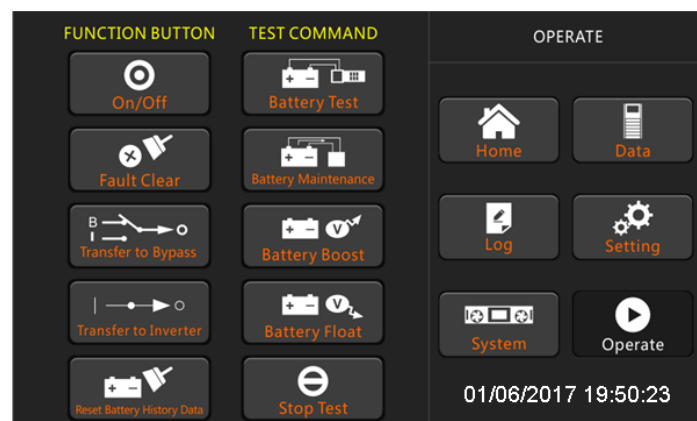 FUNCTION BUTTON
TEST COMMAND
On/Off
Battery Test
Fault Clear
Battery Maintenance
B
I
Transfer to Bypass
Battery Boost
Transfer to Inverter
Battery Float
Reset Battery History Data
Stop Test
OPERATE
Home
Data
Log
Setting
System
Operate
01/06/2017 19:50:23